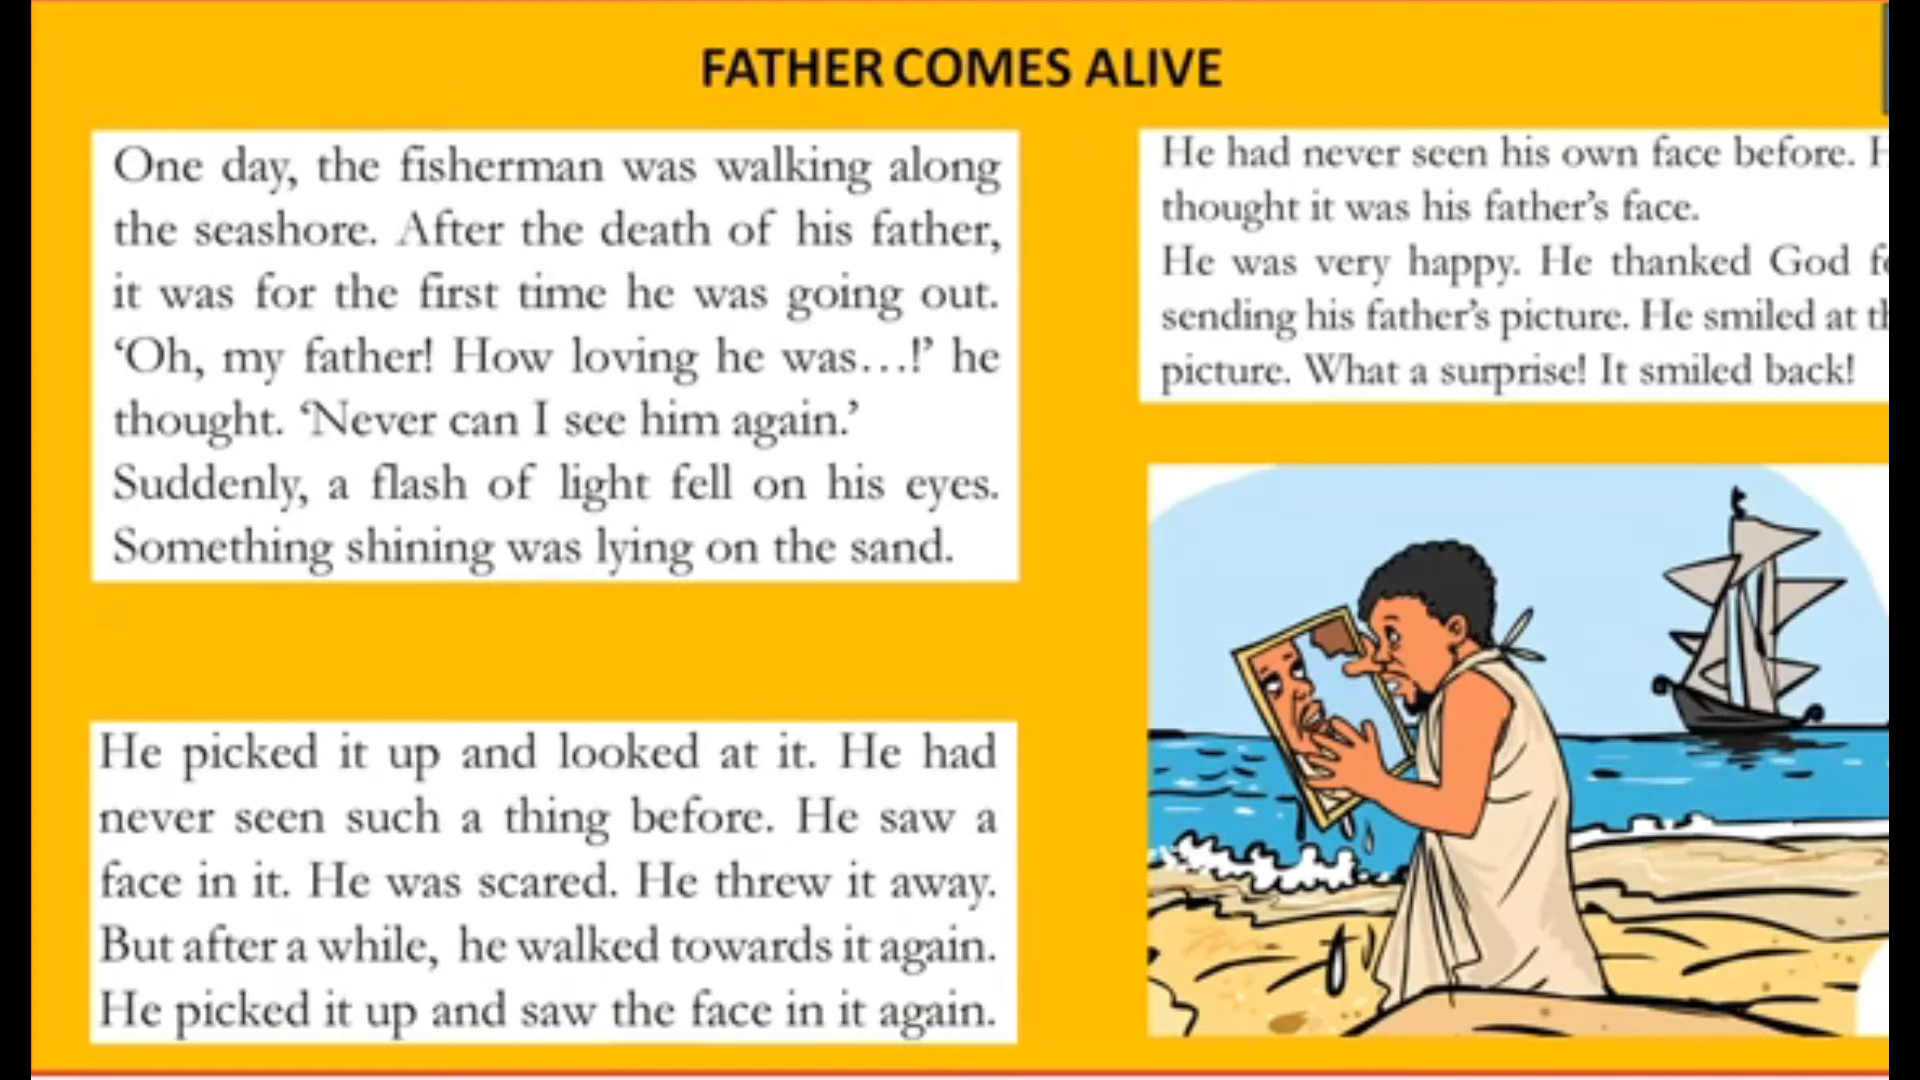 FATHER COMES ALIVE
One day, the fisherman was walking along
the seashore. After the death of his father,
it was for the first time he was going out.
‘Oh, my father! How loving he was…!’ he
thought. ‘Never can I see him again.’
Suddenly, a flash of light fell on his eyes.
Something shining was lying on the sand.
He picked it up and looked at it. He had
never seen such a thing before. He saw a
face in it. He was scared. He threw it away.
But after a while, he walked towards it again.
He picked it up and saw the face in it again.
He had never seen his own face before.
thought it was his father’s face.
He was very happy. He thanked God
sending his father’s picture. He smiled at
picture. What a surprise! It smiled back!